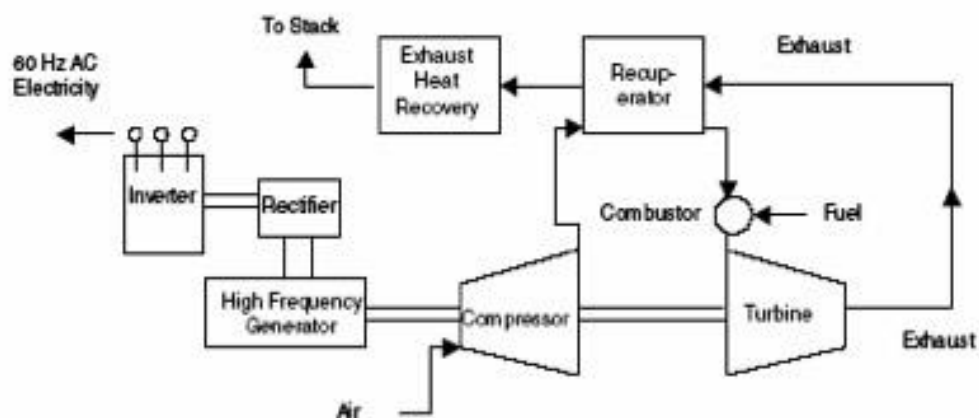 To Stack
60 Hz AC
Electricity
Exhaust
Heat
Recovery
Recup-
erator
Exhaust
Inverter
Rectifier
Combustor
Fuel
High Frequency
Generator
Compressor
Turbine
Exhaust
Air